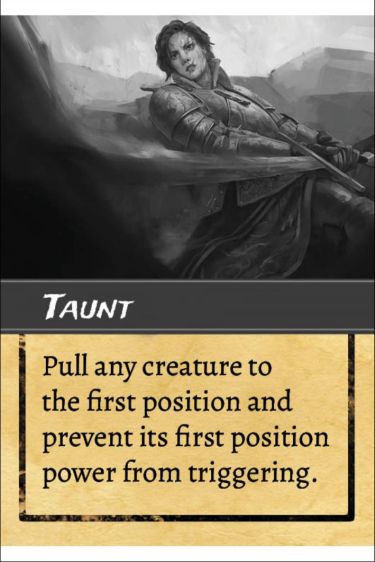 Taunt
Pull any creature to
the first position and
prevent its first position
power from triggering.